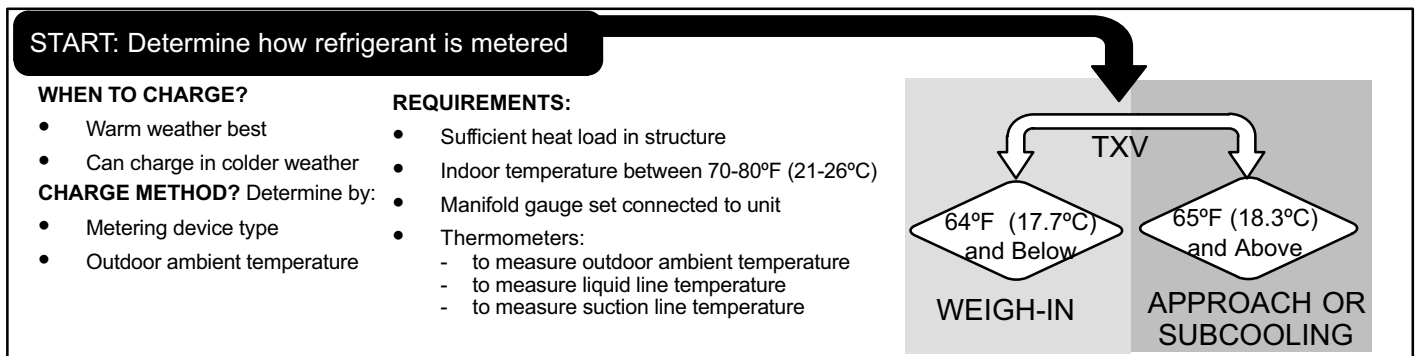 START: Determine how refrigerant is metered
WHEN TO CHARGE?
• Warm weather best
• Can charge in colder weather
CHARGE METHOD? Determine by:
• Metering device type
• Outdoor ambient temperature
REQUIREMENTS:
• Sufficient heat load in structure
• Indoor temperature between 70-80ºF (21-26ºC)
• Manifold gauge set connected to unit
• Thermometers:
- to measure outdoor ambient temperature
- to measure liquid line temperature
- to measure suction line temperature
TXV
64ºF (17.7ºC)
and Below
WEIGH-IN
65ºF (18.3ºC)
and Above
APPROACH OR
SUBCOOLING